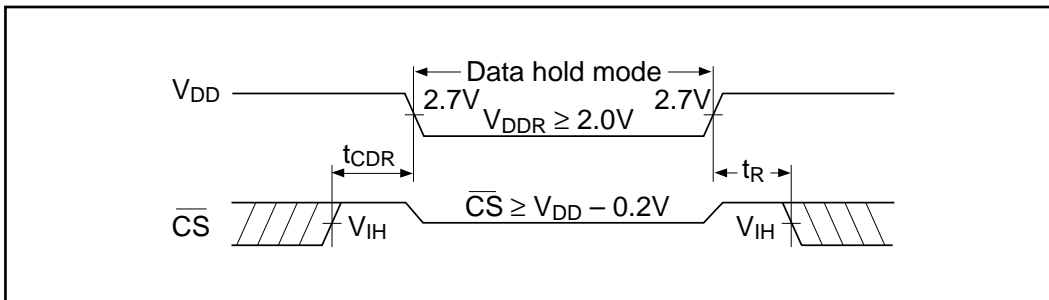 Data hold mode
VDD
2.7V
2.7V
VDDR ≥ 2.0V
tCDR
tR
CS ≥ VDD – 0.2V
CS
VIH
VIH